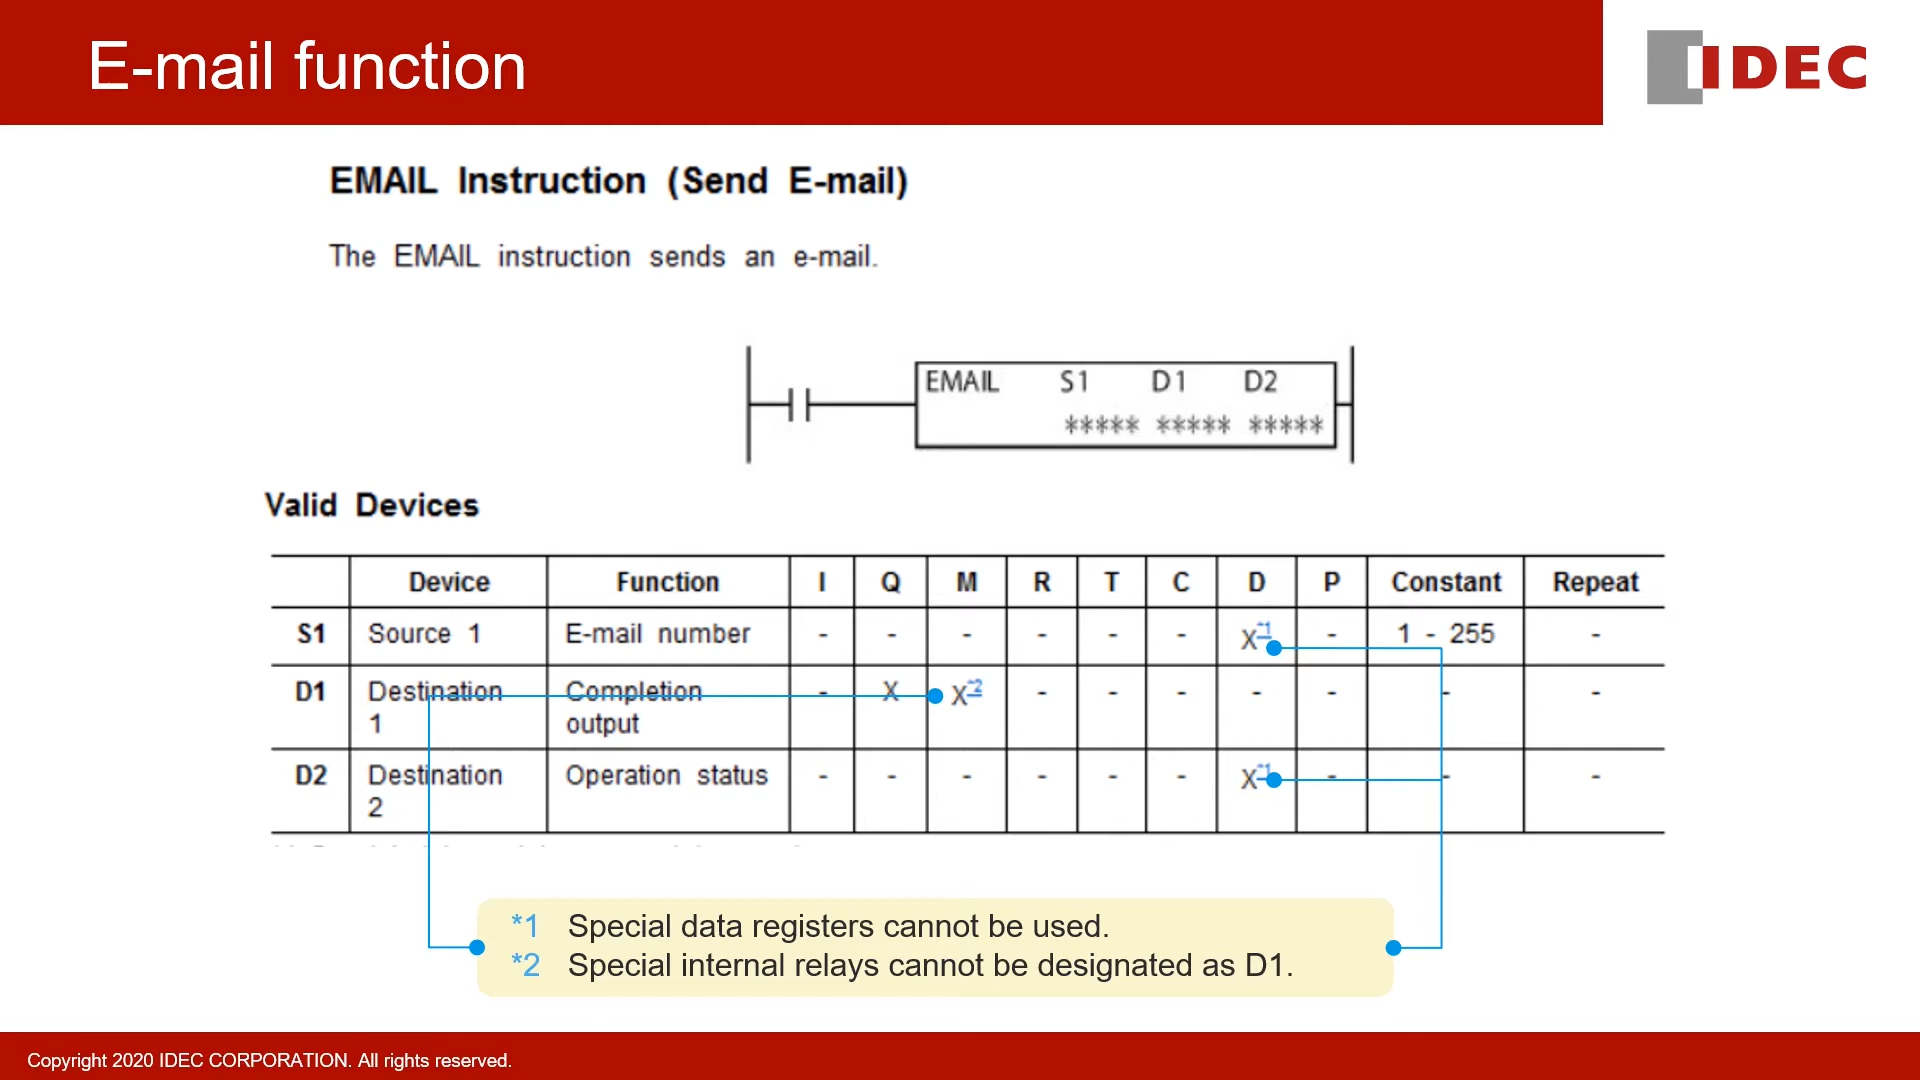 E-mail function
IDEC
EMAIL Instruction (Send E-mail)
The EMAIL instruction sends an e-mail.
EMAIL S1 D1 D2
***** ***** *****
Valid Devices
Device Function I Q M R T C D P Constant Repeat
S1 Source 1 E-mail number - - - - - - X*1 - 1 - 255 -
D1 Destination 1 Completion output - X X*2 - - - - - - -
D2 Destination 2 Operation status - - - - - - X*1 - - -
*1 Special data registers cannot be used.
*2 Special internal relays cannot be designated as D1.
Copyright 2020 IDEC CORPORATION. All rights reserved.